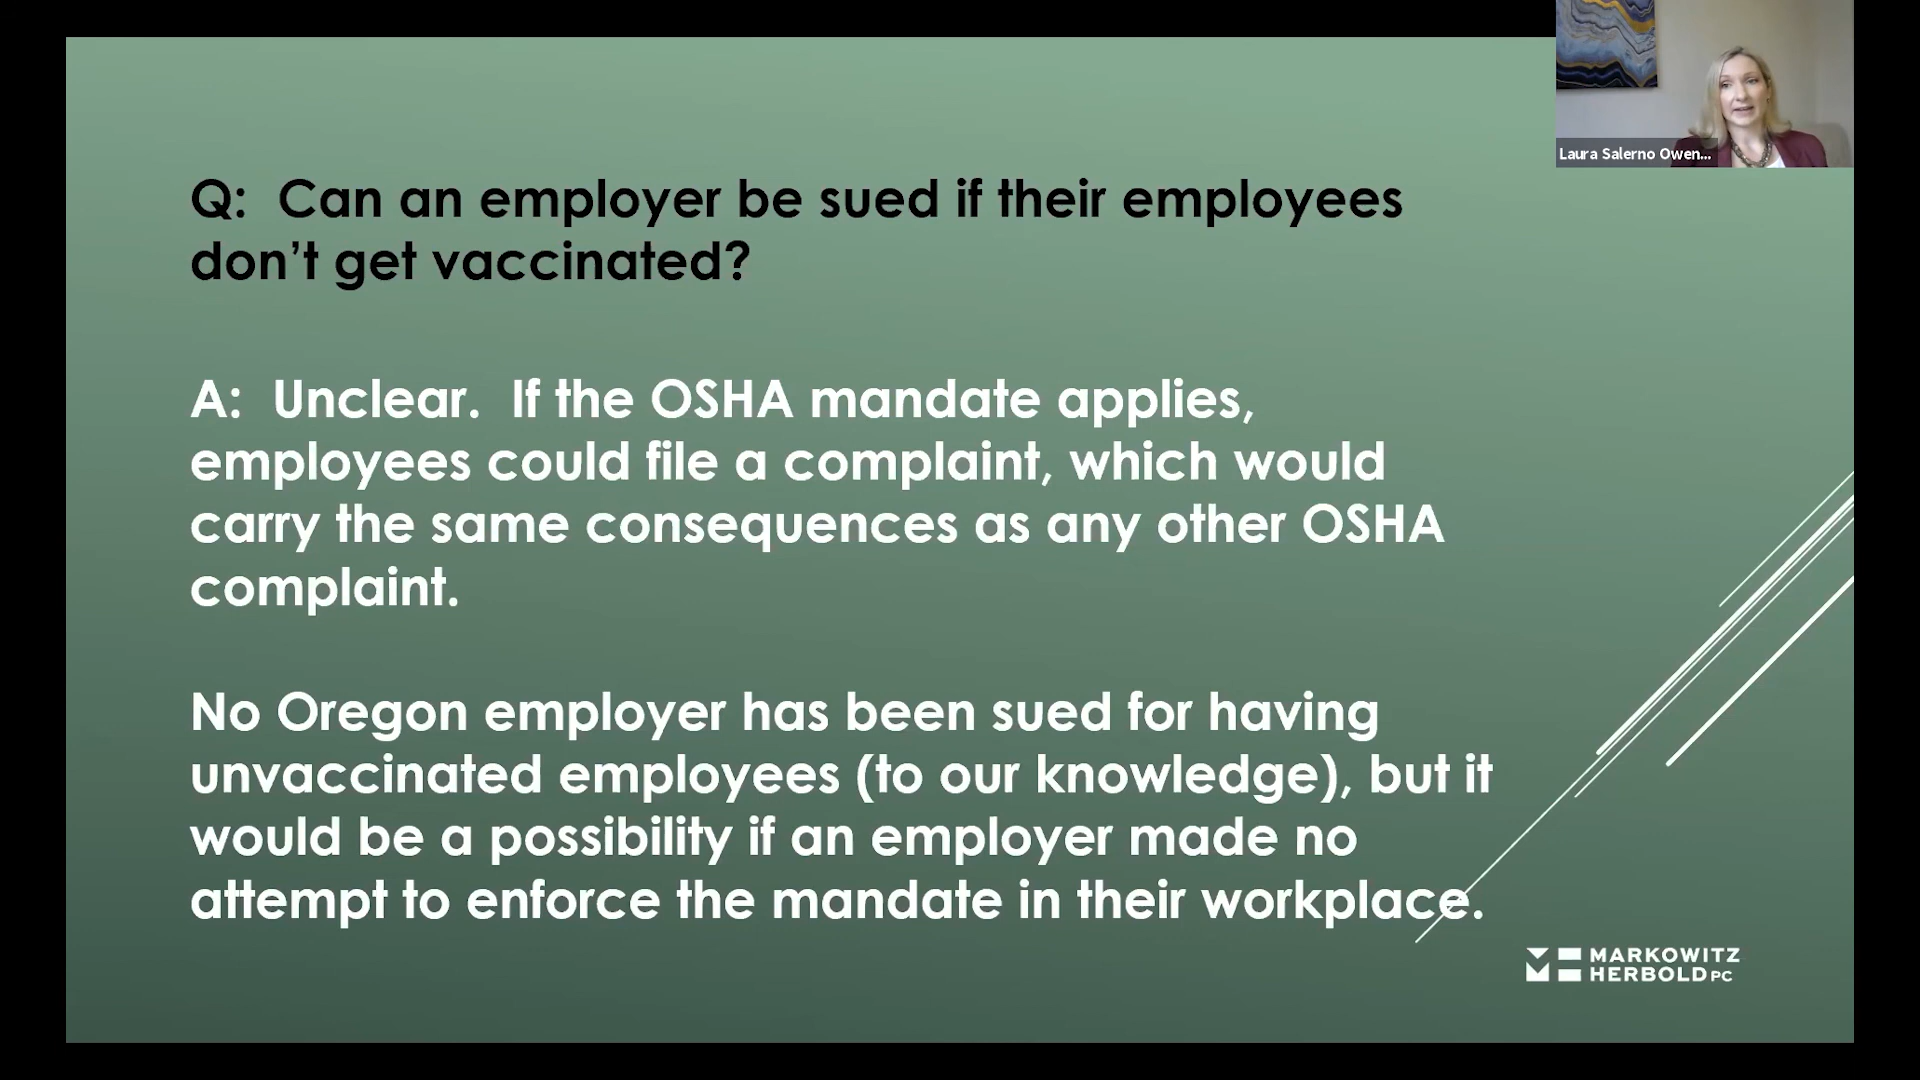 Laura Salerno Owen...
Q: Can an employer be sued if their employees
don't get vaccinated?
A: Unclear. If the OSHA mandate applies,
employees could file a complaint, which would
carry the same consequences as any other OSHA
complaint.
No Oregon employer has been sued for having
unvaccinated employees (to our knowledge), but it
would be a possibility if an employer made no
attempt to enforce the mandate in their workplace.
MARKOWITZ
HERBOLD PC